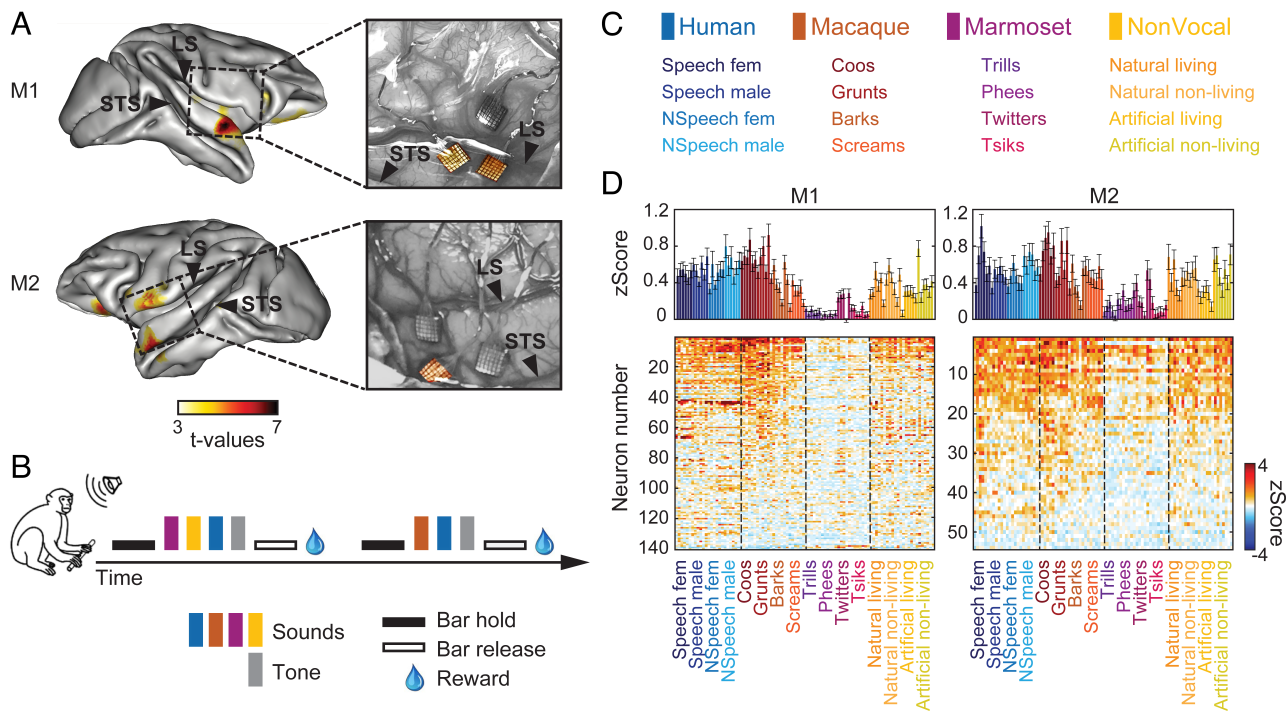 A
M1
LS
STS
LS
STS
M2
LS
STS
LS
STS
3 7
t-values
B
Time
Sounds
Tone
Bar hold
Bar release
Reward
C
Human Macaque Marmoset NonVocal
Speech fem Coos Trills Natural living
Speech male Grunts Phees Natural non-living
NSpeech fem Barks Twitters Artificial living
NSpeech male Screams Tsiks Artificial non-living
D
M1 M2
zScore
1.2
0.8
0.4
0
1.2
0.8
0.4
0
Neuron number
20
40
60
80
100
120
140
10
20
30
40
50
4
-4
zScore
Speech fem
Speech male
NSpeech fem
NSpeech male
Coos
Grunts
Barks
Screams
Trills
Phees
Twitters
Tsiks
Natural living
Natural non-living
Artificial living
Artificial non-living
Speech fem
Speech male
NSpeech fem
NSpeech male
Coos
Grunts
Barks
Screams
Trills
Phees
Twitters
Tsiks
Natural living
Natural non-living
Artificial living
Artificial non-living